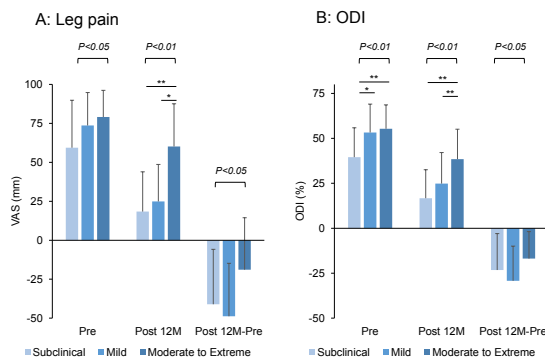 A: Leg pain
P<0.05
P<0.01
**
*
P<0.05
100
75
50
25
0
-25
-50
VAS (mm)
Pre Post 12M Post 12M-Pre
Subclinical Mild Moderate to Extreme
B: ODI
P<0.01
P<0.01
P<0.05
**
*
**
**
75
50
25
0
-25
-50
ODI (%)
Pre Post 12M Post 12M-Pre
Subclinical Mild Moderate to Extreme